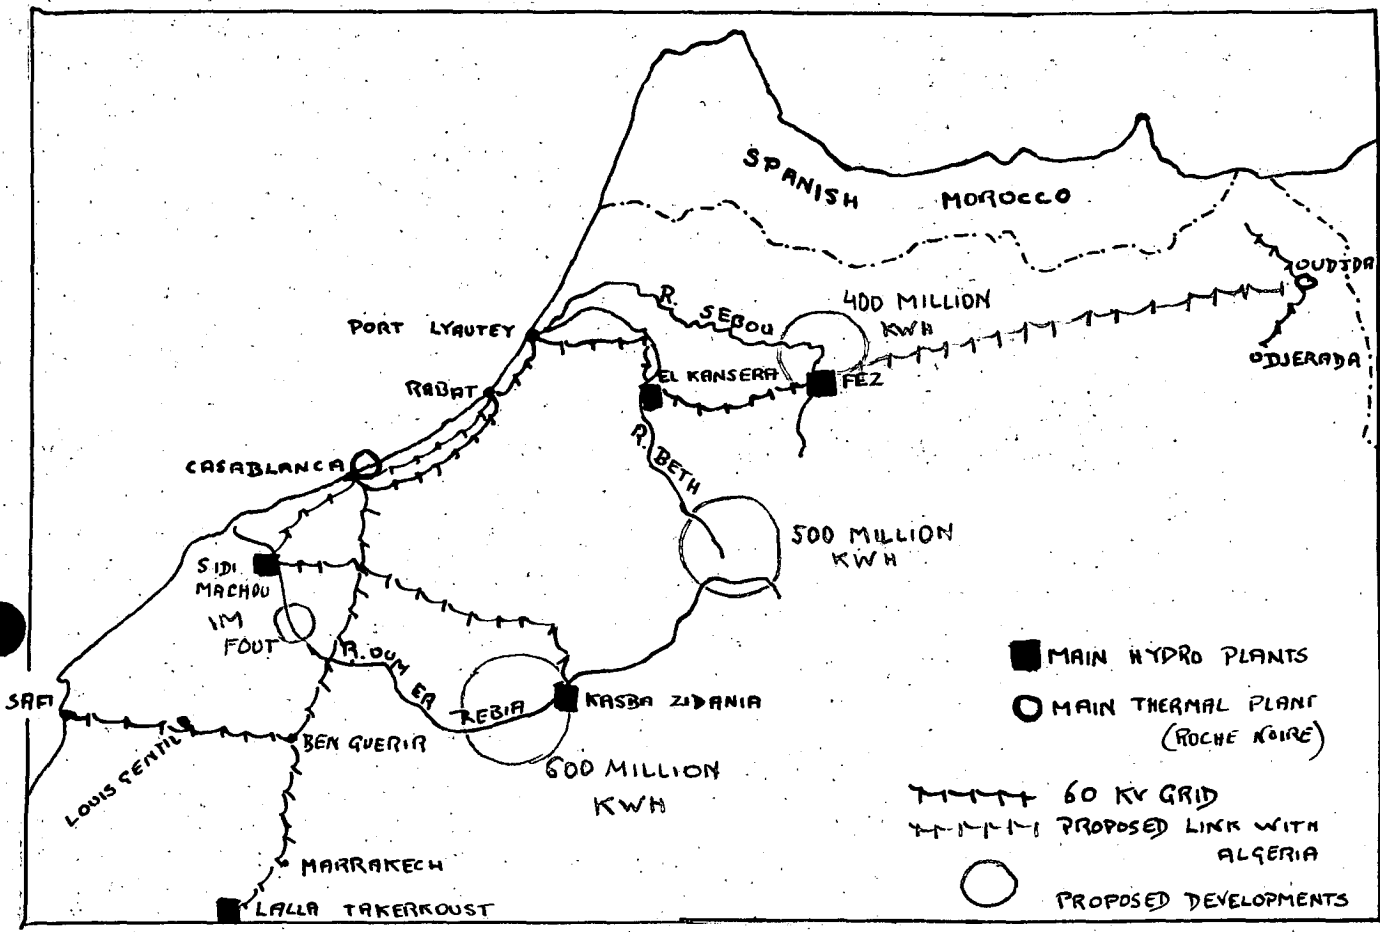 SPANISH MOROCCO
OUDJDA
400 MILLION
KWH
R. SEBOU
PORT LYAUTEY
ODJERADA
EL KANSERA
FEZ
RABAT
R. BETH
CASABLANCA
500 MILLION
KWH
SIDI
MACHOU
IM
FOUT
R. OUM ER REBIA
MAIN HYDRO PLANTS
SAFI
KASBA ZIDANIA
MAIN THERMAL PLANT
(ROCHE NOIRE)
BEN GUERIR
LOUIS GENTIL
600 MILLION
KWH
60 KV GRID
PROPOSED LINK WITH
ALGERIA
MARRAKECH
PROPOSED DEVELOPMENTS
LALLA TAKERKOUST